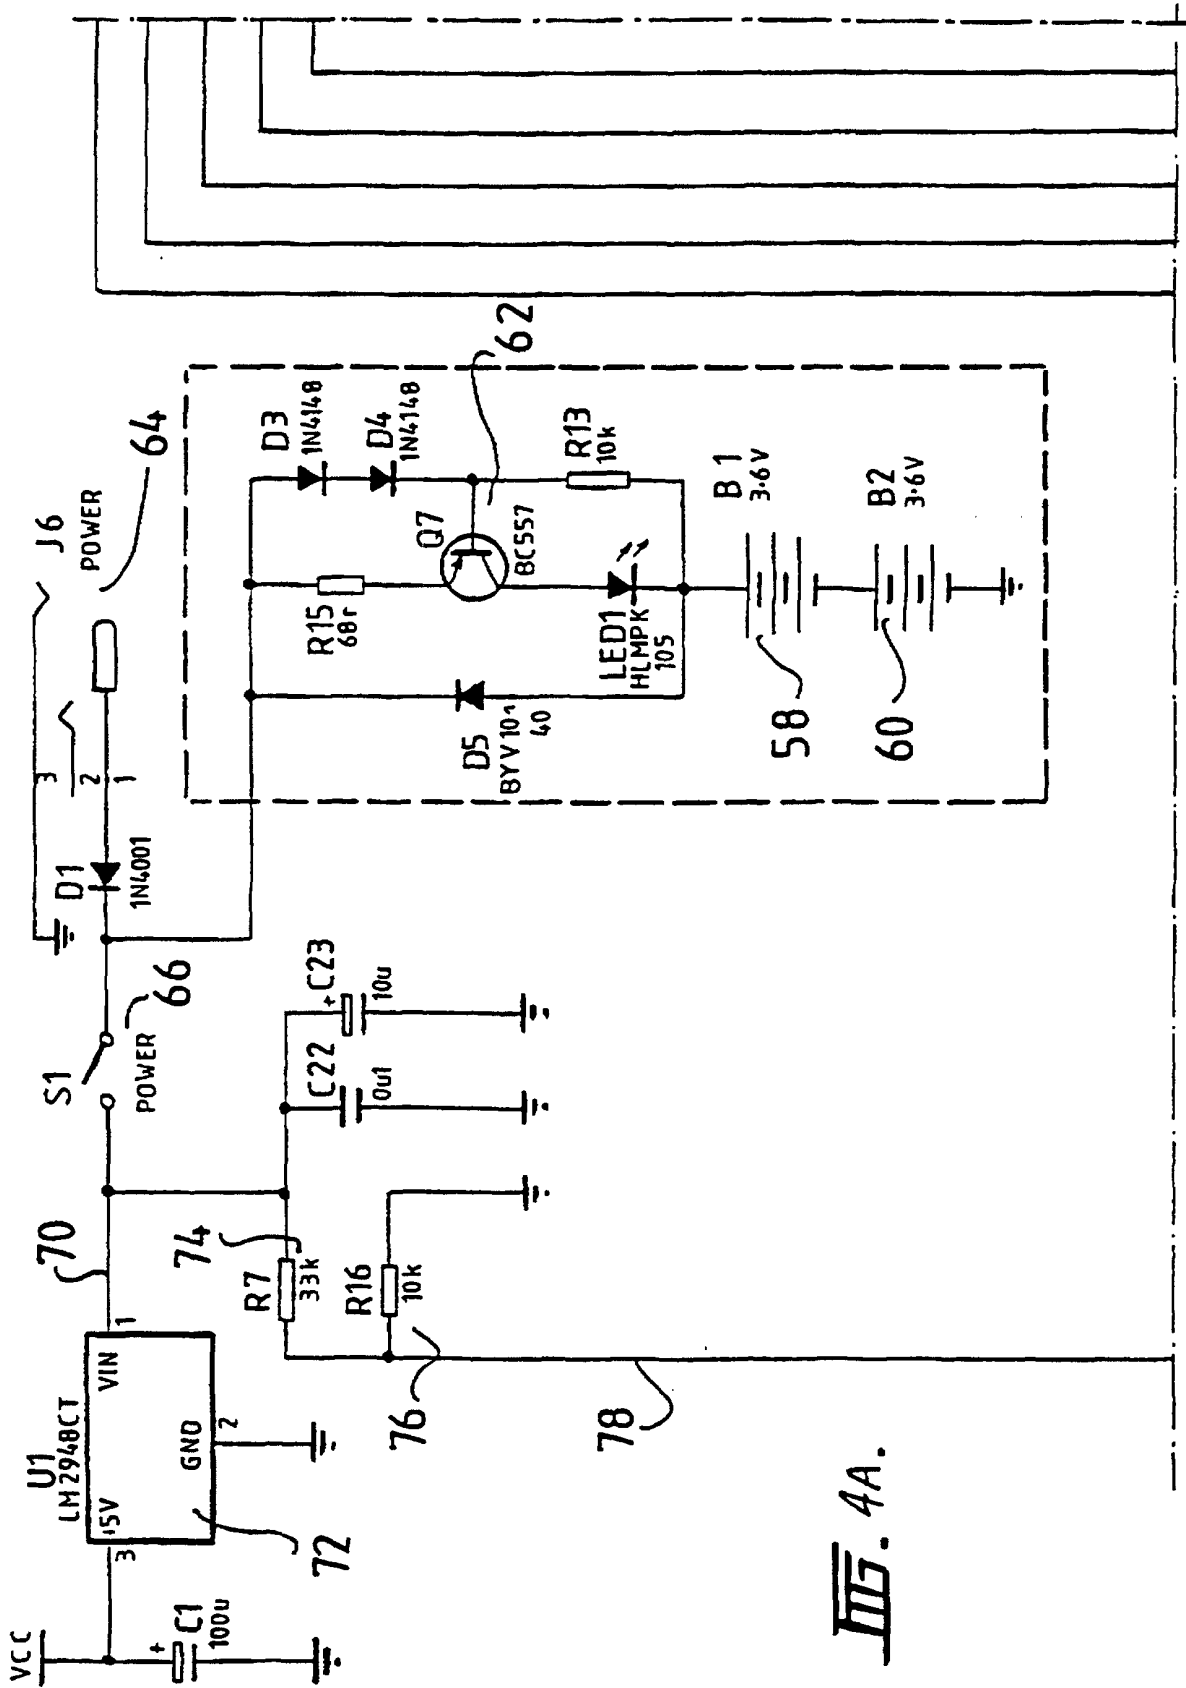 VCC
C1
100u
+
U1
LM2948CT
+5V
VIN
GND
3
2
1
72
70
S1
POWER
66
D1
1N4001
3
2
1
J6
POWER
64
74
R7
33k
R16
10k
76
78
C22
0u1
+
C23
10u
D5
BYV10-
40
R15
68r
Q7
BC557
D3
1N4148
D4
1N4148
62
R13
10k
LED1
HLMPK
105
B1
3.6V
B2
3.6V
58
60
FIG. 4A.